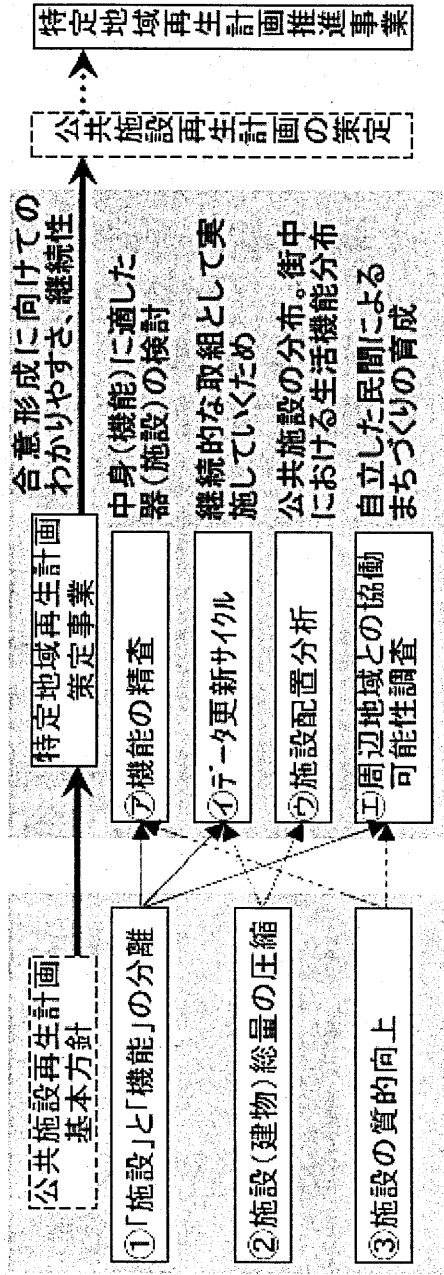 公共施設再生計画
基本方針
①「施設」と「機能」の分離
②施設(建物)総量の圧縮
③施設の質的向上
特定地域再生計画
策定事業
合意形成に向けての
わかりやすさ、継続性
㋐機能の精査
中身(機能)に適した
器(施設)の検討
㋑データ更新サイクル
継続的な取組として実
施していくため
㋒施設配置分析
公共施設の分布。街中
における生活機能分布
㋓周辺地域との協働
可能性調査
自立した民間による
まちづくりの育成
公共施設再生計画の策定
特定地域再生計画推進事業